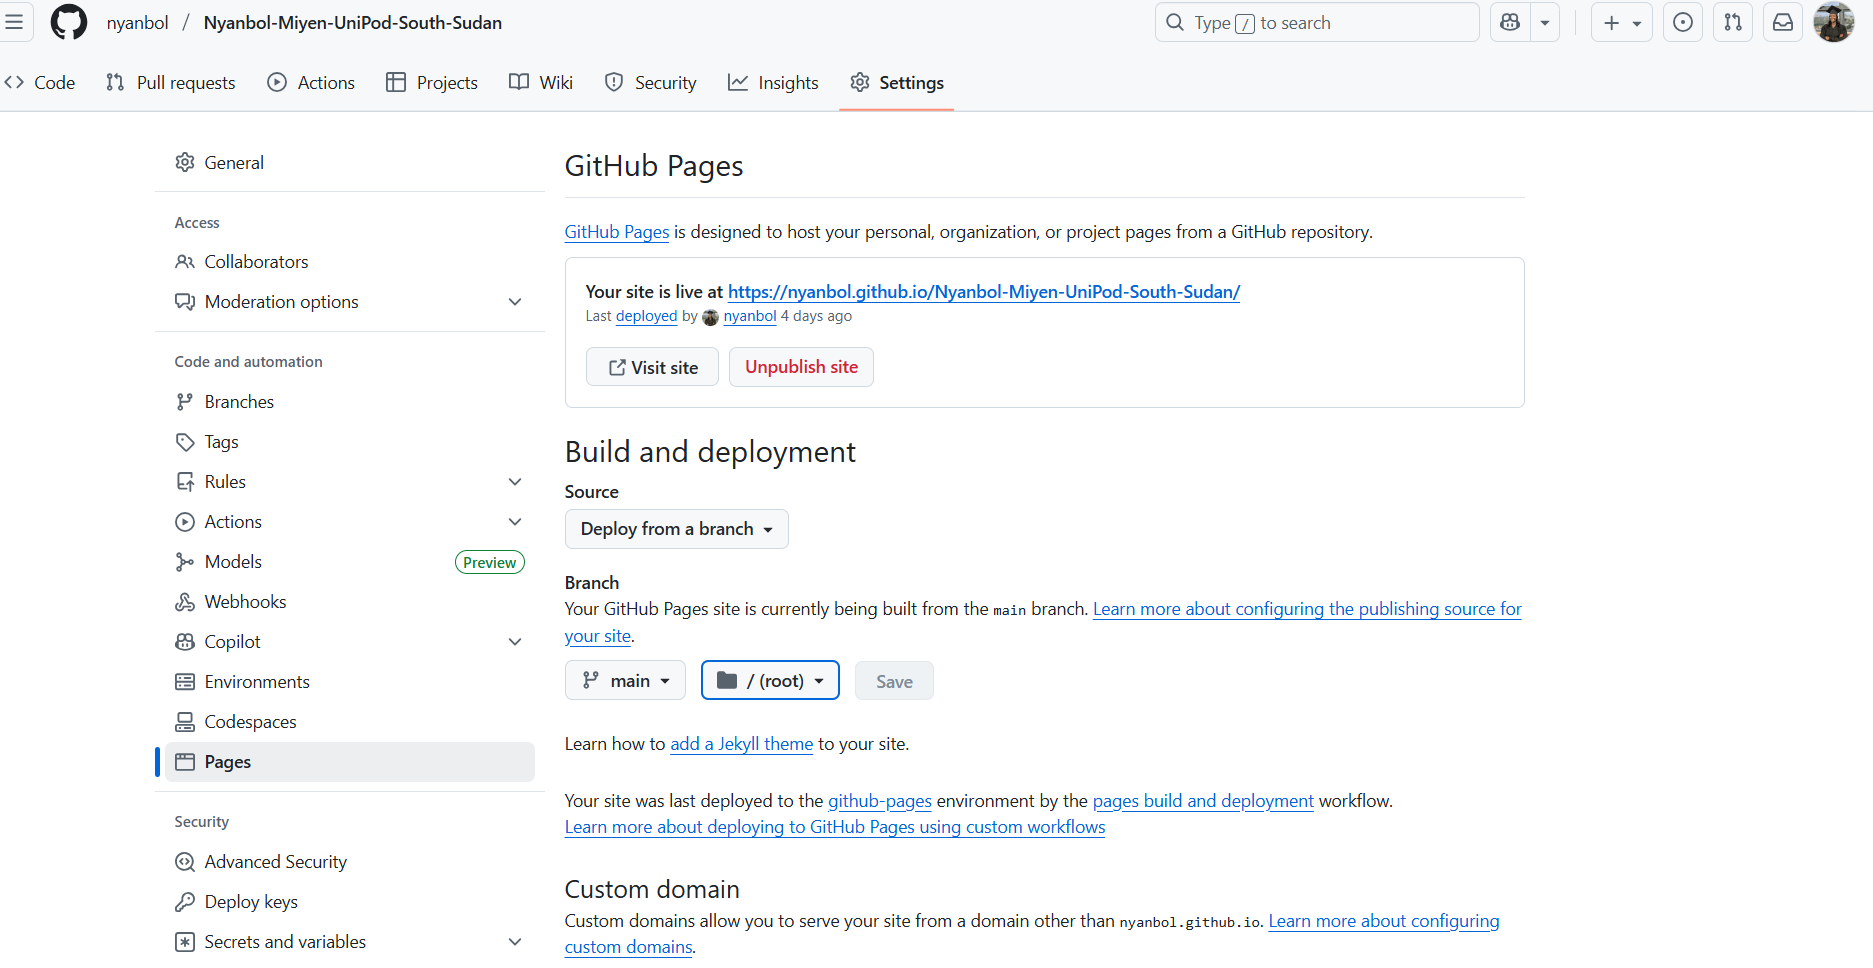 nyanbol / Nyanbol-Miyen-UniPod-South-Sudan
Type / to search
Code
Pull requests
Actions
Projects
Wiki
Security
Insights
Settings
General
Access
Collaborators
Moderation options
Code and automation
Branches
Tags
Rules
Actions
Models Preview
Webhooks
Copilot
Environments
Codespaces
Pages
Security
Advanced Security
Deploy keys
Secrets and variables
GitHub Pages
GitHub Pages is designed to host your personal, organization, or project pages from a GitHub repository.
Your site is live at https://nyanbol.github.io/Nyanbol-Miyen-UniPod-South-Sudan/
Last deployed by nyanbol 4 days ago
Visit site
Unpublish site
Build and deployment
Source
Deploy from a branch
Branch
Your GitHub Pages site is currently being built from the main branch. Learn more about configuring the publishing source for
your site.
main
/ (root)
Save
Learn how to add a Jekyll theme to your site.
Your site was last deployed to the github-pages environment by the pages build and deployment workflow.
Learn more about deploying to GitHub Pages using custom workflows
Custom domain
Custom domains allow you to serve your site from a domain other than nyanbol.github.io. Learn more about configuring
custom domains.